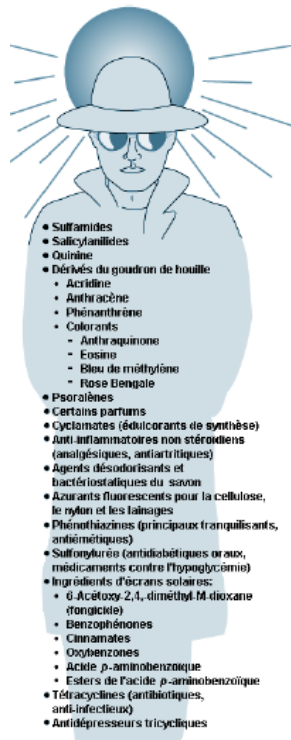 • Sulfamides
• Salicylanilides
• Quinine
• Dérivés du goudron de houille
• Acridine
• Anthracène
• Phénanthrène
• Colorants
- Anthraquinone
- Eosine
- Bleu de méthylène
- Rose Bengale
• Psoralènes
• Certains parfums
• Cyclamates (édulcorants de synthèse)
• Anti-inflammatoires non stéroïdiens
(analgésiques, antiartritiques)
• Agents désodorisants et
bactériostatiques du savon
• Azurants fluorescents pour la cellulose,
le nylon et les lainages
• Phénothiazines (principaux tranquilisants,
antiémétiques)
• Sulfonylurée (antidiabétiques oraux,
médicaments contre l'hypoglycémie)
• Ingrédients d'écrans solaires:
• 6-Acétoxy-2,4,-diméthyl-M-dioxane
(fongicide)
• Benzophénones
• Cinnamates
• Oxybenzones
• Acide p-aminobenzoïque
• Esters de l'acide p-aminobenzoïque
• Tétracyclines (antibiotiques,
anti-infectieux)
• Antidépresseurs tricycliques